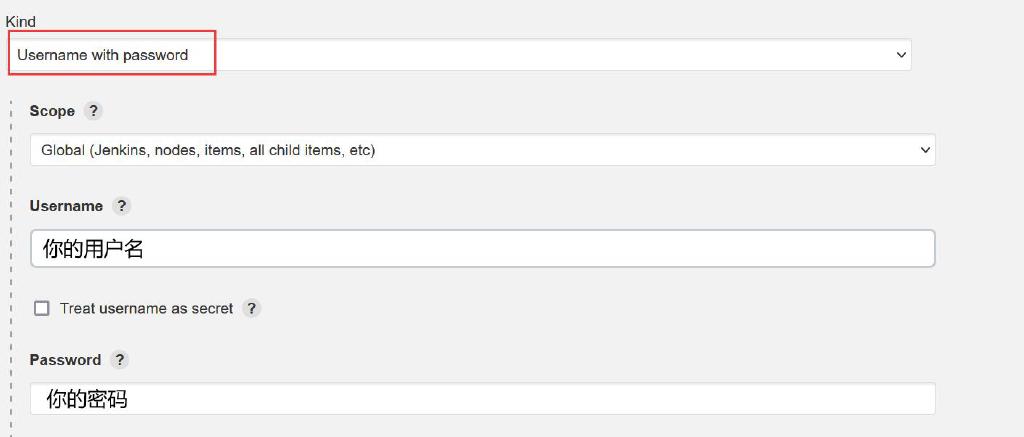 Kind
Username with password
Scope ?
Global (Jenkins, nodes, items, all child items, etc)
Username ?
你的用户名
Treat username as secret ?
Password ?
你的密码